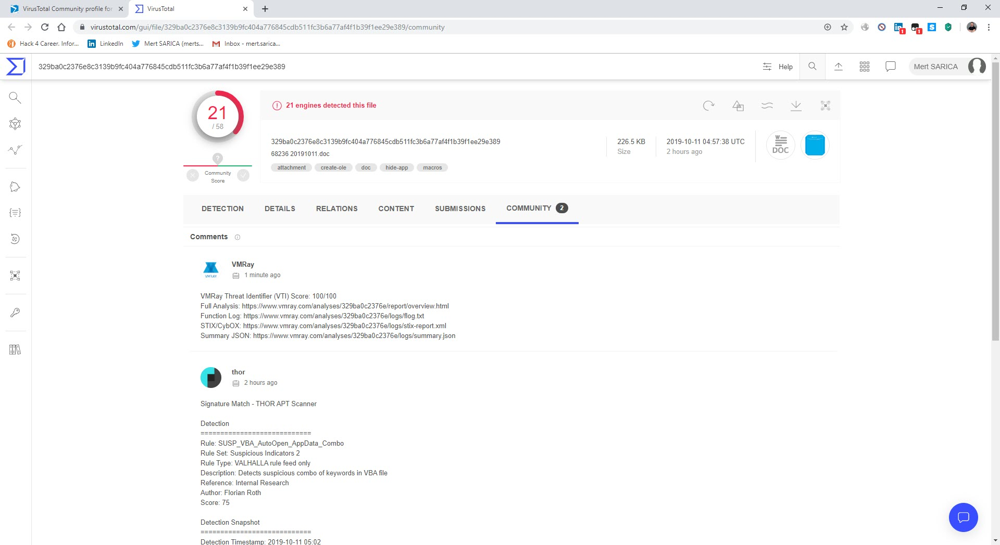 VirusTotal Community profile for
VirusTotal
virustotal.com/gui/file/329ba0c2376e8c3139b9fc404a776845cdb511fc3b6a77af4f1b39f1ee29e389/community
1
1
S
Hack 4 Career. Infor...
LinkedIn
Mert SARICA (merts...
Inbox - mert.sarica...
329ba0c2376e8c3139b9fc404a776845cdb511fc3b6a77af4f1b39f1ee29e389
Help
Mert SARICA
21
/ 58
21 engines detected this file
329ba0c2376e8c3139b9fc404a776845cdb511fc3b6a77af4f1b39f1ee29e389
68236 20191011.doc
attachment create-ole doc hide-app macros
226.5 KB
Size
2019-10-11 04:57:38 UTC
2 hours ago
W
DOC
?
Community
Score
DETECTION DETAILS RELATIONS CONTENT SUBMISSIONS COMMUNITY 2
Comments
VMRAY
VMRay
1 minute ago
VMRay Threat Identifier (VTI) Score: 100/100
Full Analysis: https://www.vmray.com/analyses/329ba0c2376e/report/overview.html
Function Log: https://www.vmray.com/analyses/329ba0c2376e/logs/flog.txt
STIX/CybOX: https://www.vmray.com/analyses/329ba0c2376e/logs/stix-report.xml
Summary JSON: https://www.vmray.com/analyses/329ba0c2376e/logs/summary.json
thor
2 hours ago
Signature Match - THOR APT Scanner
Detection
============================
Rule: SUSP_VBA_AutoOpen_AppData_Combo
Rule Set: Suspicious Indicators 2
Rule Type: VALHALLA rule feed only
Description: Detects suspicious combo of keywords in VBA file
Reference: Internal Research
Author: Florian Roth
Score: 75
Detection Snapshot
============================
Detection Timestamp: 2019-10-11 05:02